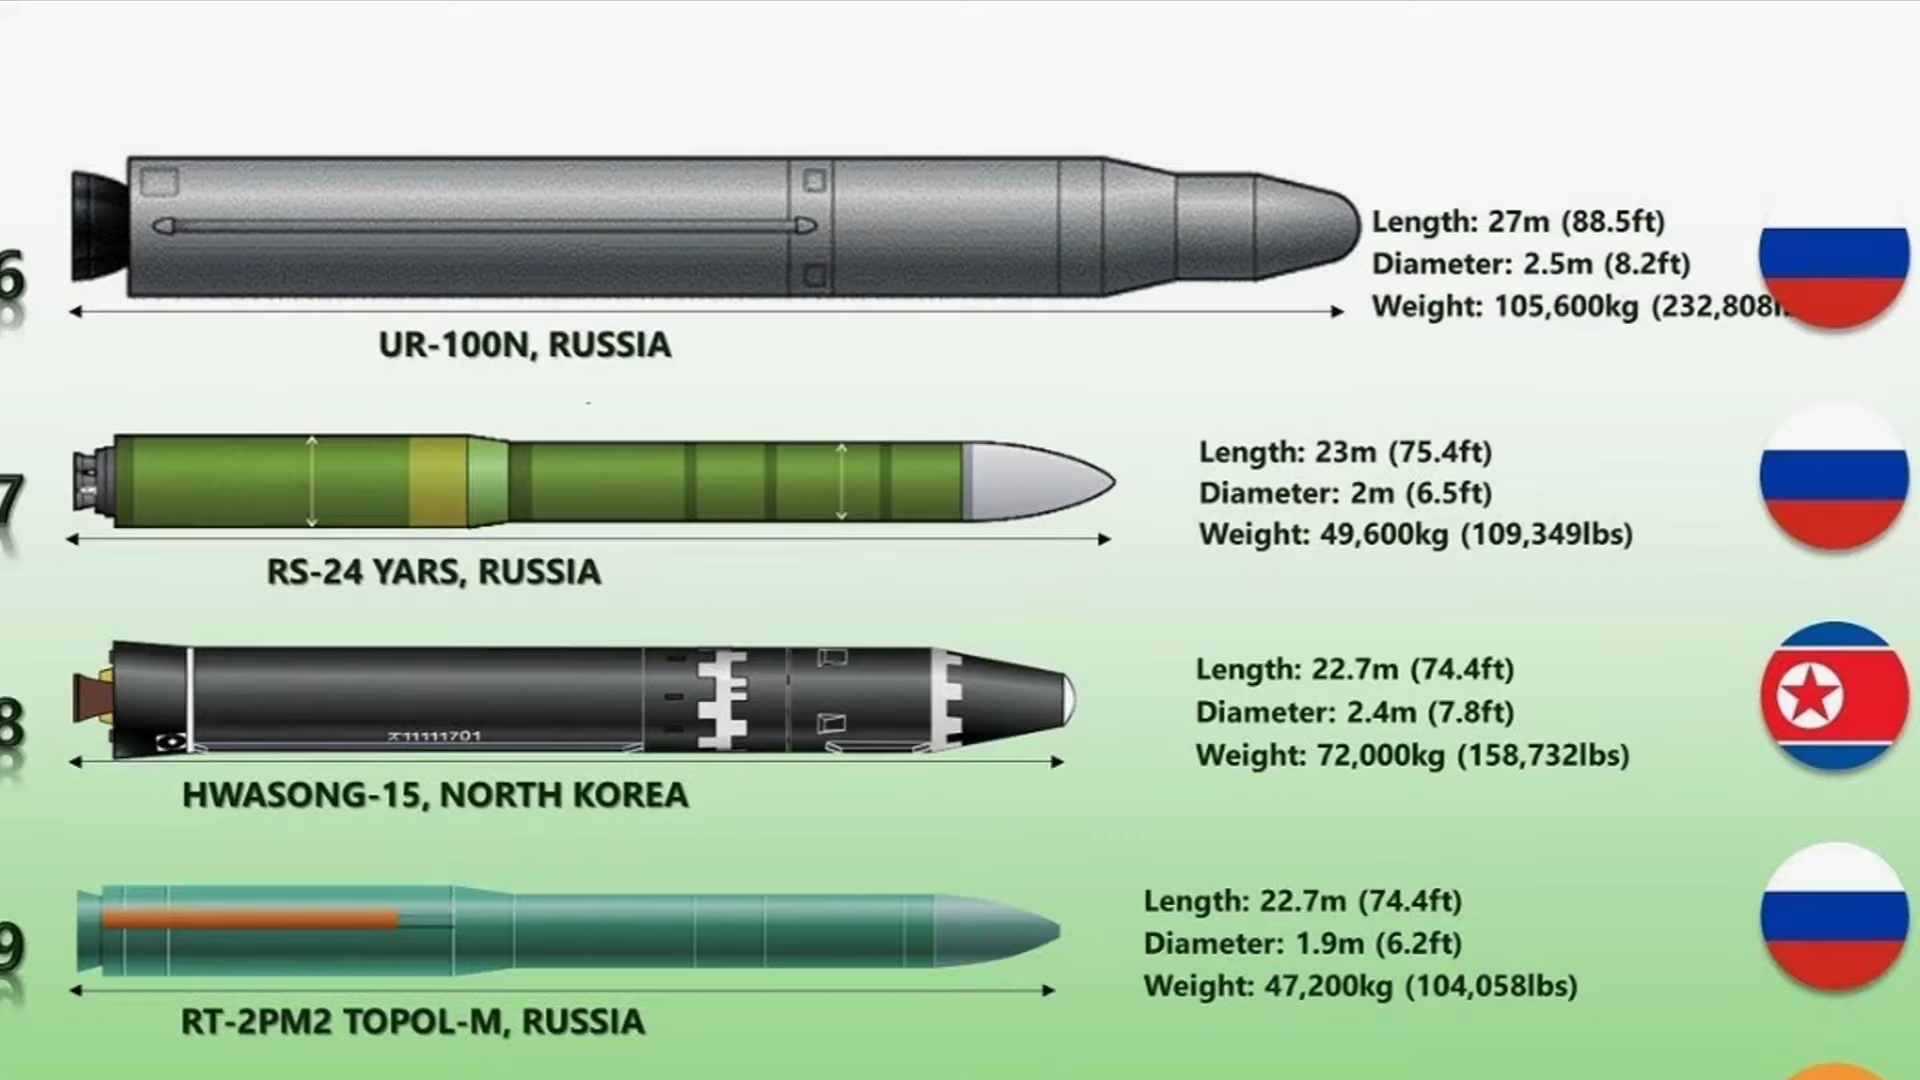 6
Length: 27m (88.5ft)
Diameter: 2.5m (8.2ft)
Weight: 105,600kg (232,808
UR-100N, RUSSIA
7
Length: 23m (75.4ft)
Diameter: 2m (6.5ft)
Weight: 49,600kg (109,349lbs)
RS-24 YARS, RUSSIA
8
Length: 22.7m (74.4ft)
Diameter: 2.4m (7.8ft)
Weight: 72,000kg (158,732lbs)
HWASONG-15, NORTH KOREA
9
Length: 22.7m (74.4ft)
Diameter: 1.9m (6.2ft)
Weight: 47,200kg (104,058lbs)
RT-2PM2 TOPOL-M, RUSSIA